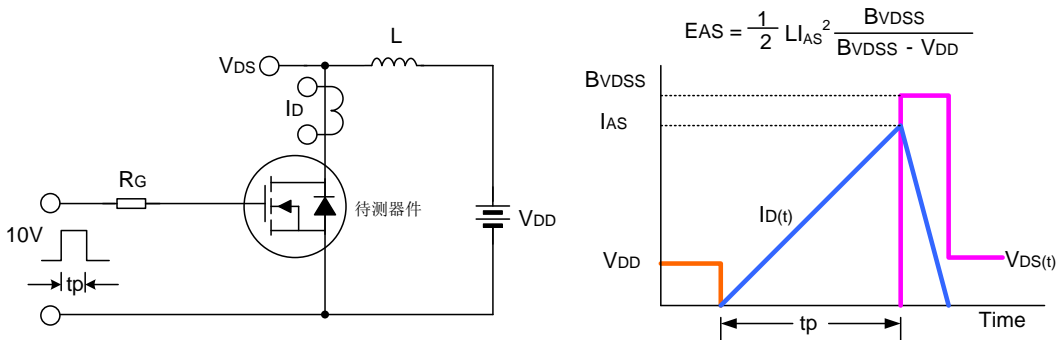 VDS
L
ID
RG
10V
tp
待测器件
VDD
EAS = 1/2 LIAS² BVDSS / (BVDSS - VDD)
BVDSS
IAS
ID(t)
VDD
VDS(t)
tp
Time